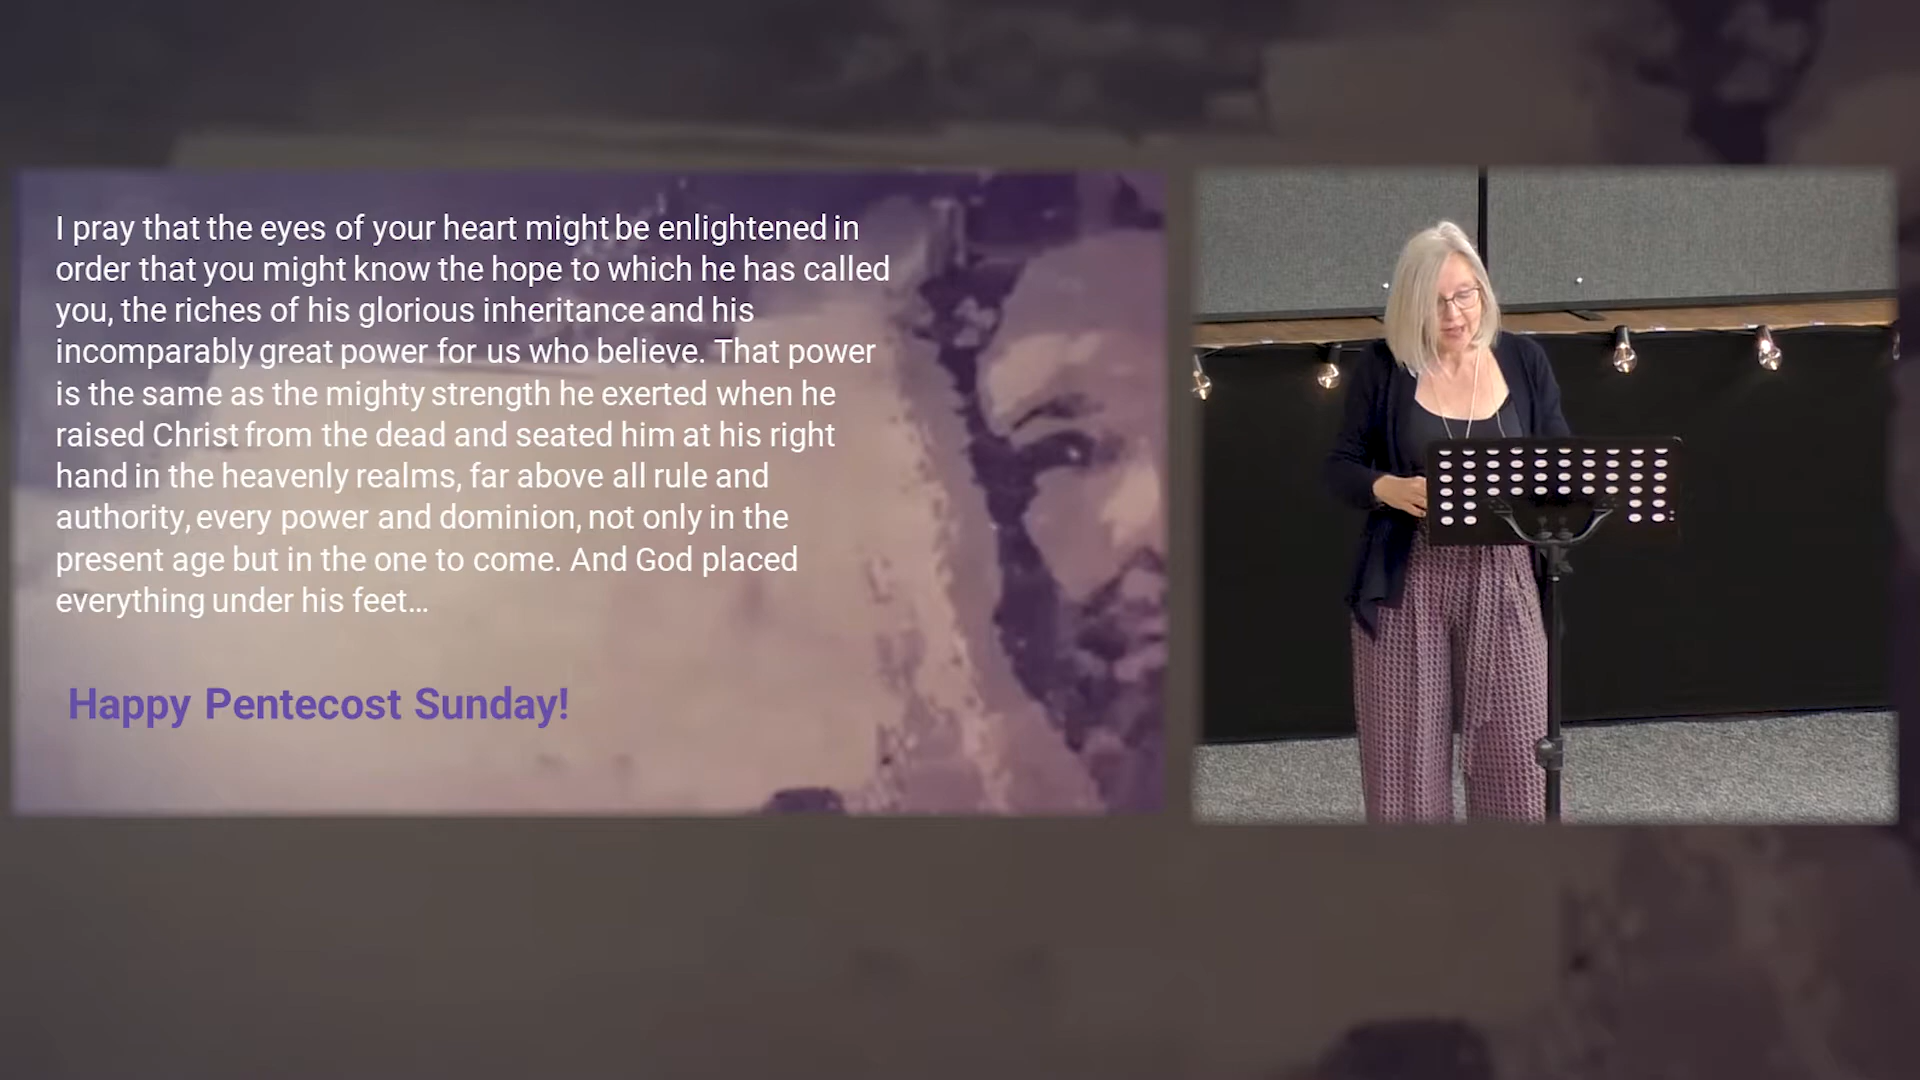 I pray that the eyes of your heart might be enlightened in
order that you might know the hope to which he has called
you, the riches of his glorious inheritance and his
incomparably great power for us who believe. That power
is the same as the mighty strength he exerted when he
raised Christ from the dead and seated him at his right
hand in the heavenly realms, far above all rule and
authority, every power and dominion, not only in the
present age but in the one to come. And God placed
everything under his feet…
Happy Pentecost Sunday!